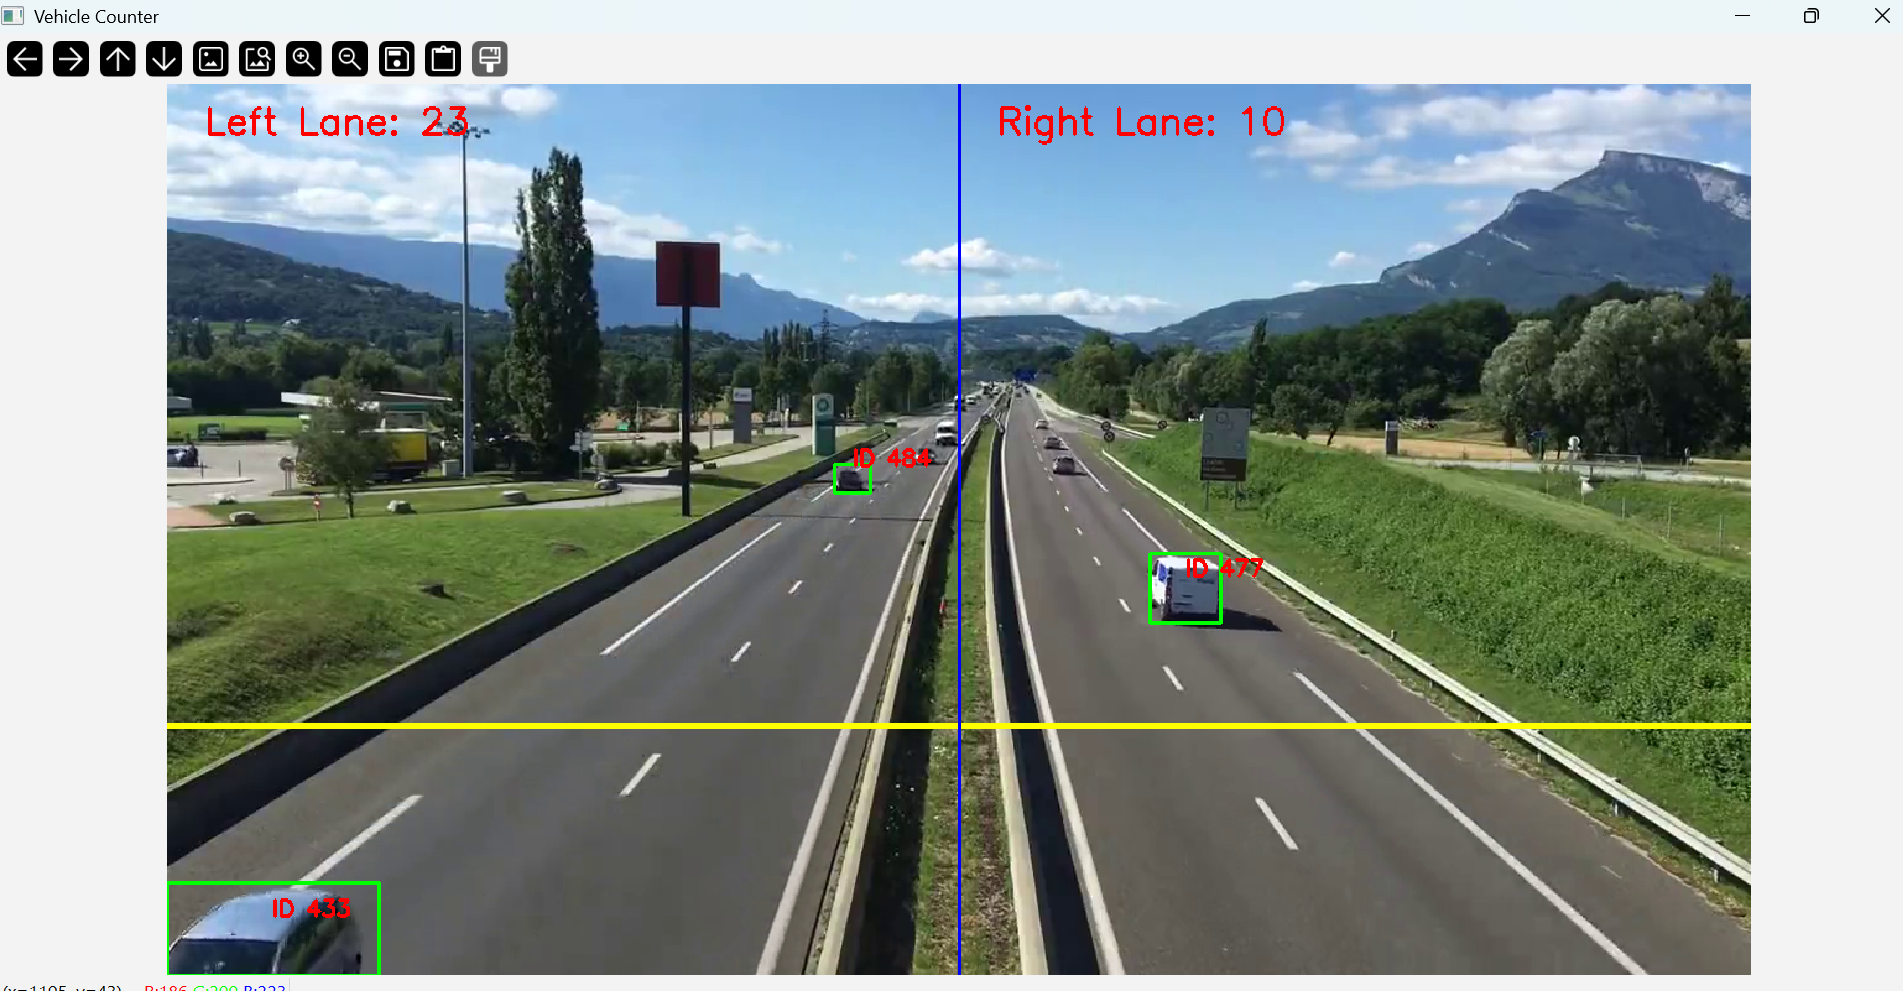 Vehicle Counter
Left Lane: 23
Right Lane: 10
ID 484
ID 477
ID 433